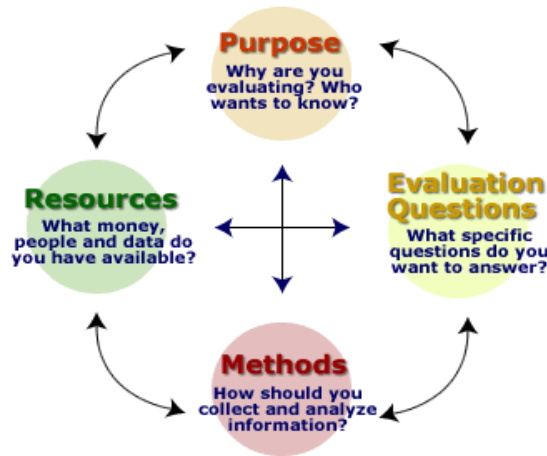 Purpose
Why are you
evaluating? Who
wants to know?
Resources
What money,
people and data do
you have available?
Evaluation
Questions
What specific
questions do you
want to answer?
Methods
How should you
collect and analyze
information?